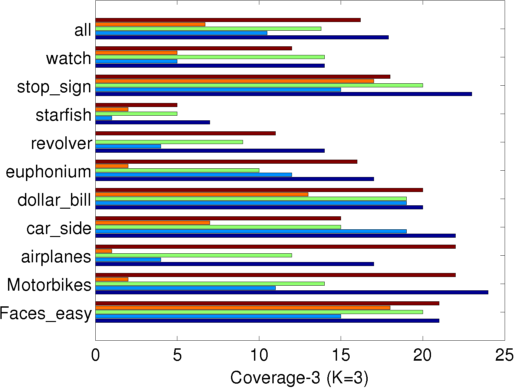 all
watch
stop_sign
starfish
revolver
euphonium
dollar_bill
car_side
airplanes
Motorbikes
Faces_easy
0 5 10 15 20 25
Coverage-3 (K=3)